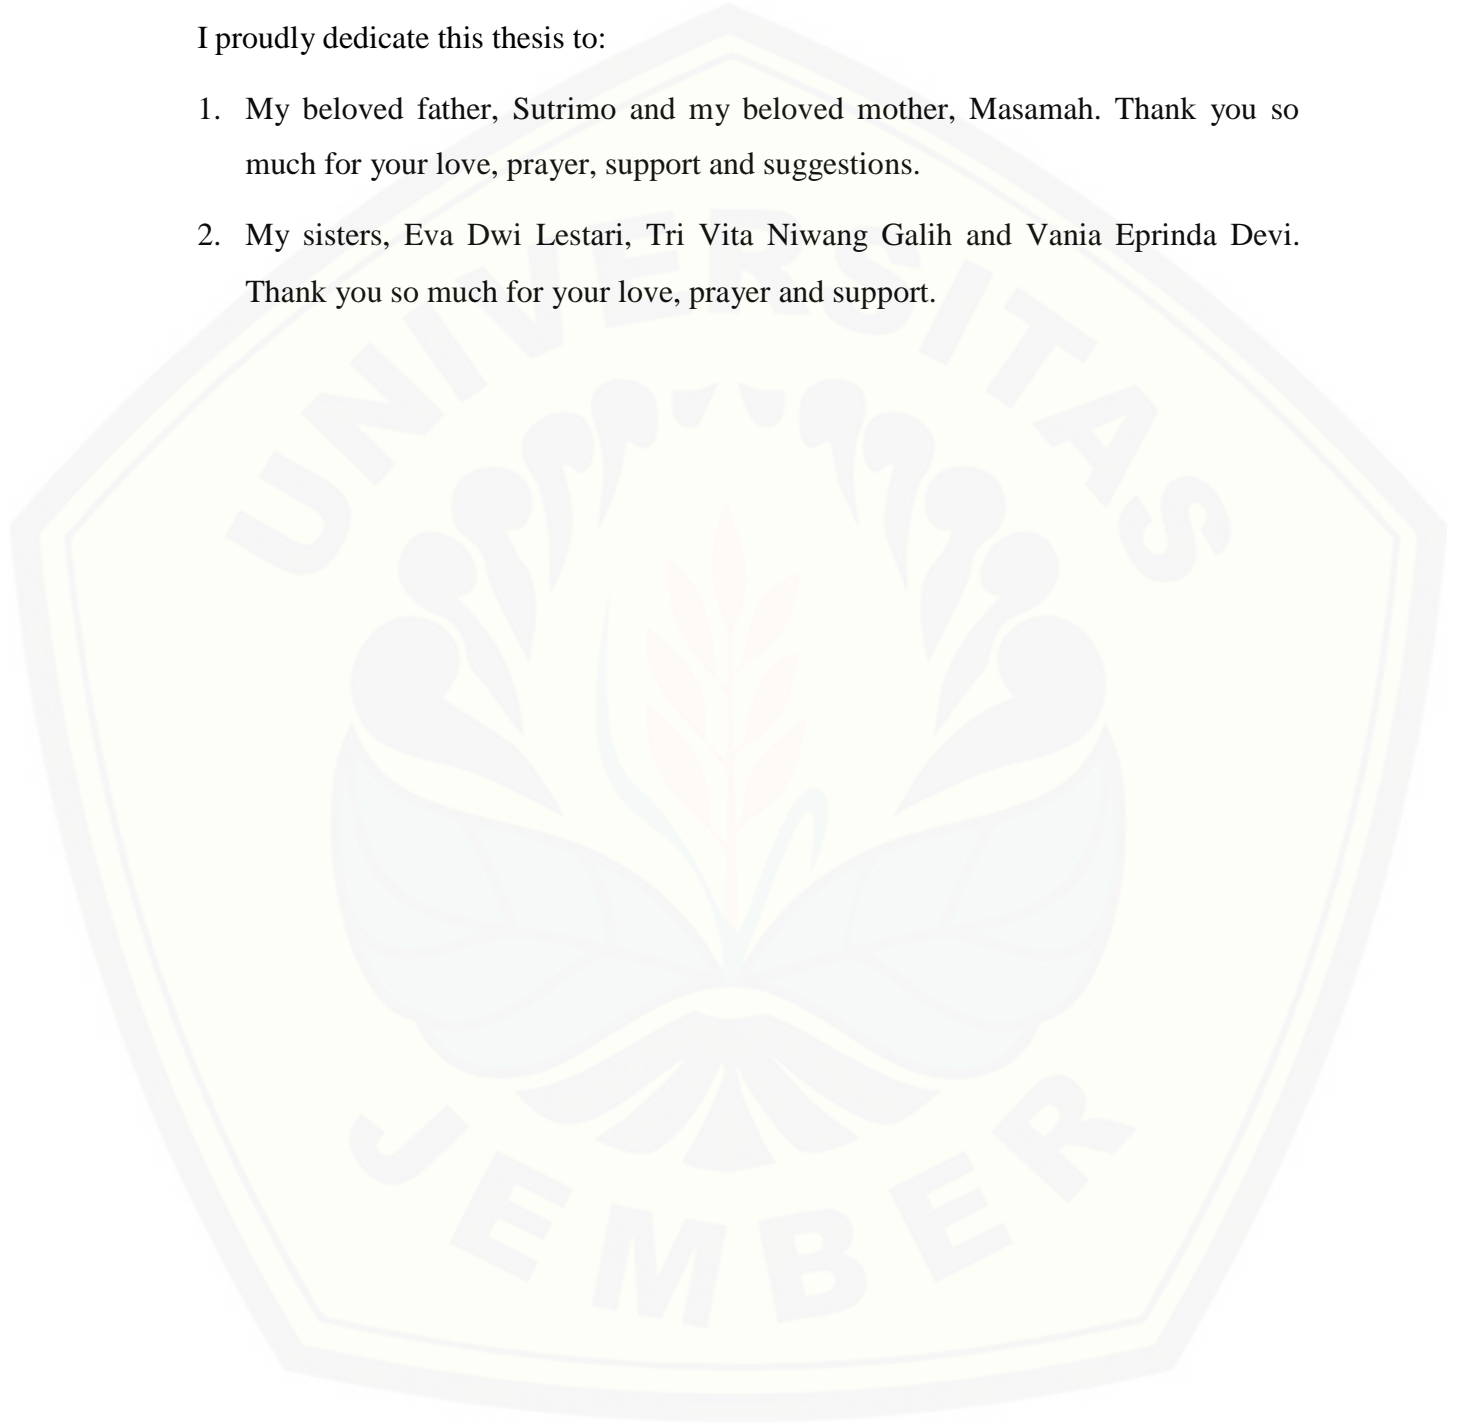 I proudly dedicate this thesis to:
1. My beloved father, Sutrimo and my beloved mother, Masamah. Thank you so
much for your love, prayer, support and suggestions.
2. My sisters, Eva Dwi Lestari, Tri Vita Niwang Galih and Vania Eprinda Devi.
Thank you so much for your love, prayer and support.
UNIVERSITAS
JEMBER